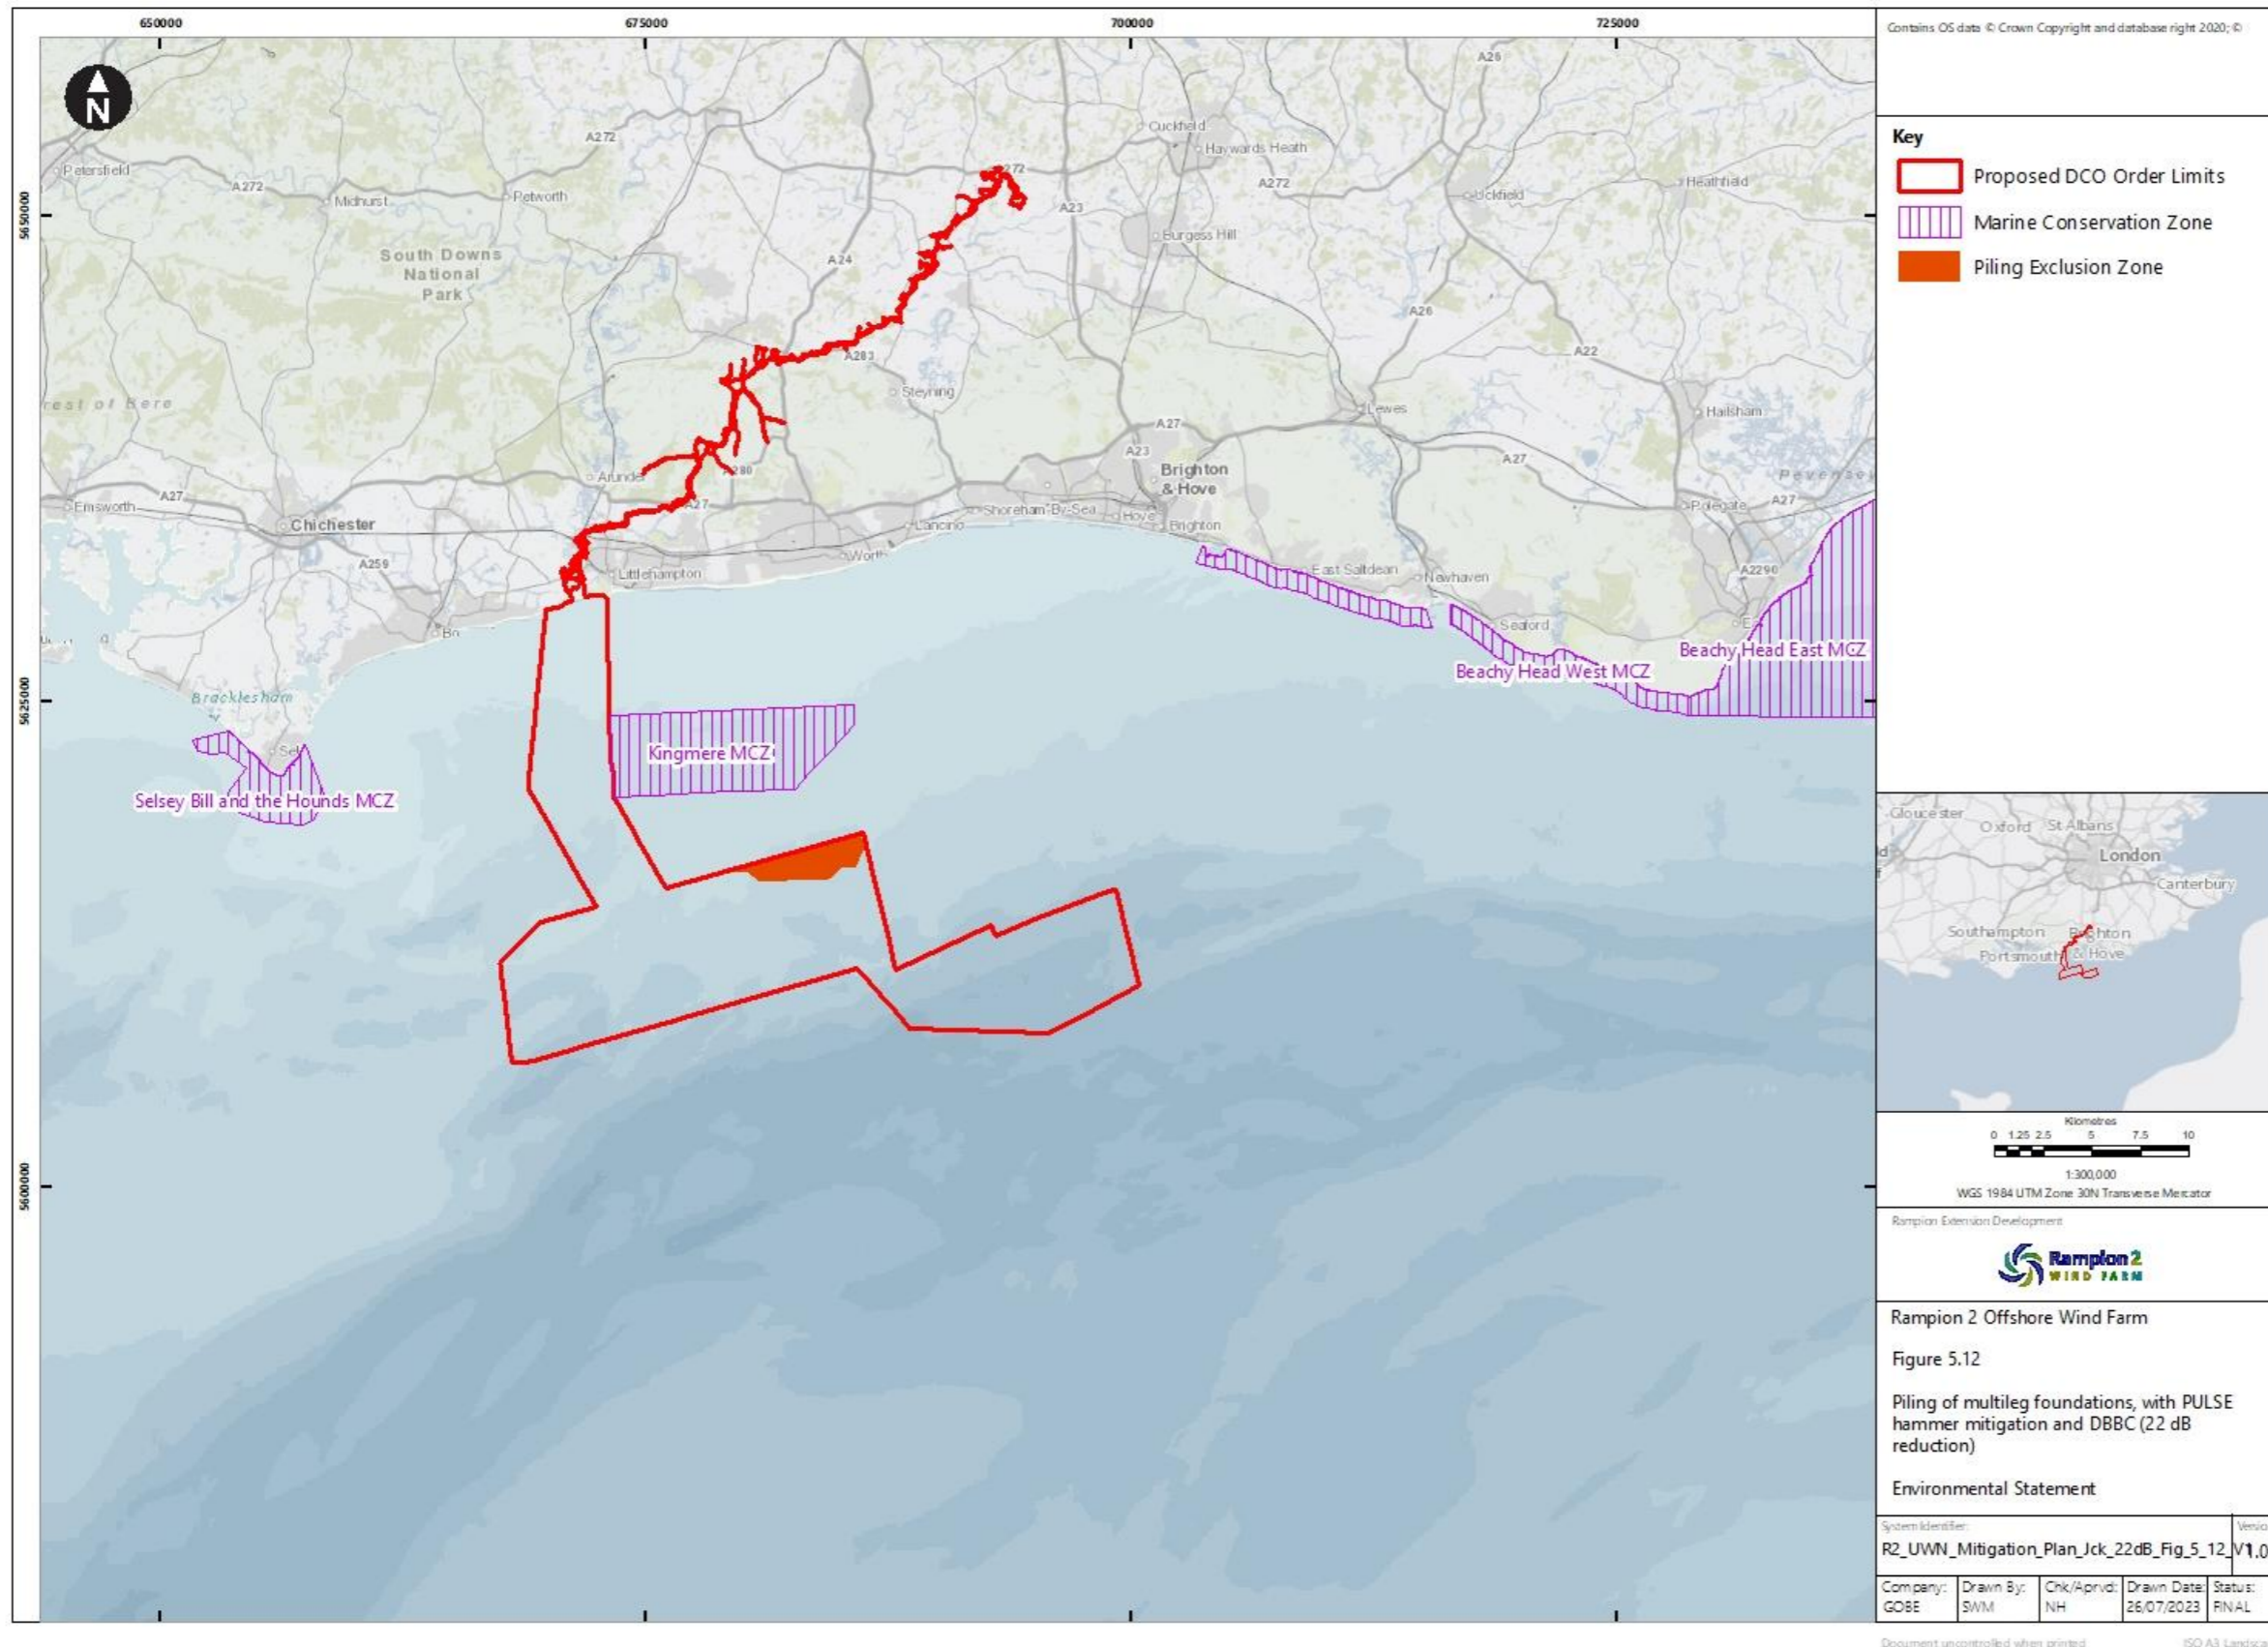 650000
675000
700000
725000
5650000
5625000
5600000
N
Petersfield
A272
Midhurst
Petworth
A272
South Downs
National
Park
A24
A283
Steyning
Arundel
A280
A27
Emsworth
A27
Chichester
A259
Littlehampton
Bracklesham
Selsey Bill and the Hounds MCZ
A26
Cuckfield
Haywards Heath
A272
A23
Burgess Hill
Uckfield
Heathfield
A26
A22
Lewes
Hailsham
A27
A23
Brighton
& Hove
A27
A27
Polegate
Lancing
Shoreham-By-Sea
Hove
Brighton
East Saltdean
Newhaven
A2290
Seaford
Beachy Head West MCZ
Beachy Head East MCZ
Kingmere MCZ
Contains OS data © Crown Copyright and database right 2020; ©
Key
Proposed DCO Order Limits
Marine Conservation Zone
Piling Exclusion Zone
Gloucester
Oxford
St Albans
London
Canterbury
Southampton
Portsmouth
& Hove
Kilometres
0 1.25 2.5 5 7.5 10
1:300,000
WGS 1984 UTM Zone 30N Transverse Mercator
Rampion Extension Development
Rampion 2
WIND FARM
Rampion 2 Offshore Wind Farm
Figure 5.12
Piling of multileg foundations, with PULSE
hammer mitigation and DBBC (22 dB
reduction)
Environmental Statement
System Identifier:
R2_UWN_Mitigation_Plan_Jck_22dB_Fig_5_12_
Company: Drawn By: Chk/Aprvd: Drawn Date: Status:
GOBE SWM NH 26/07/2023 FINAL
Document uncontrolled when printed
ISO A3 Landsca